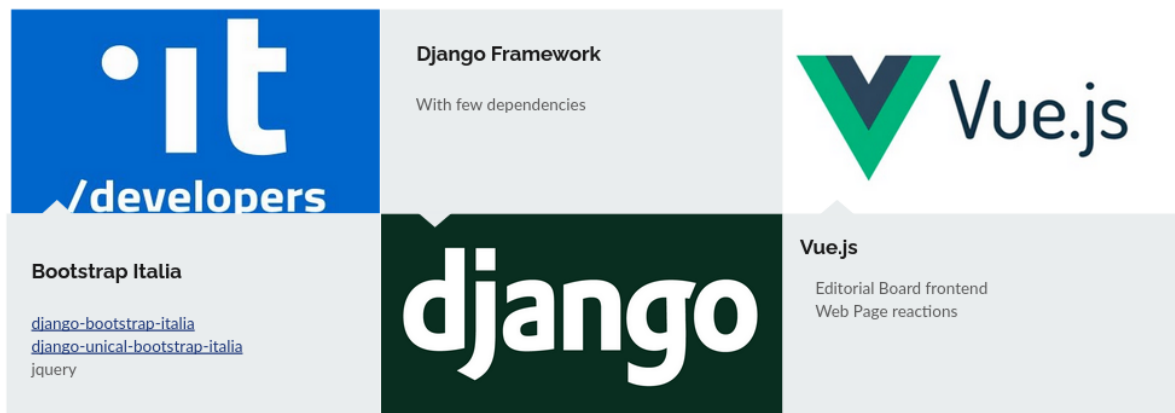 it
/developers
Bootstrap Italia
django-bootstrap-italia
django-unical-bootstrap-italia
jquery
Django Framework
With few dependencies
django
Vue.js
Vue.js
Editorial Board frontend
Web Page reactions